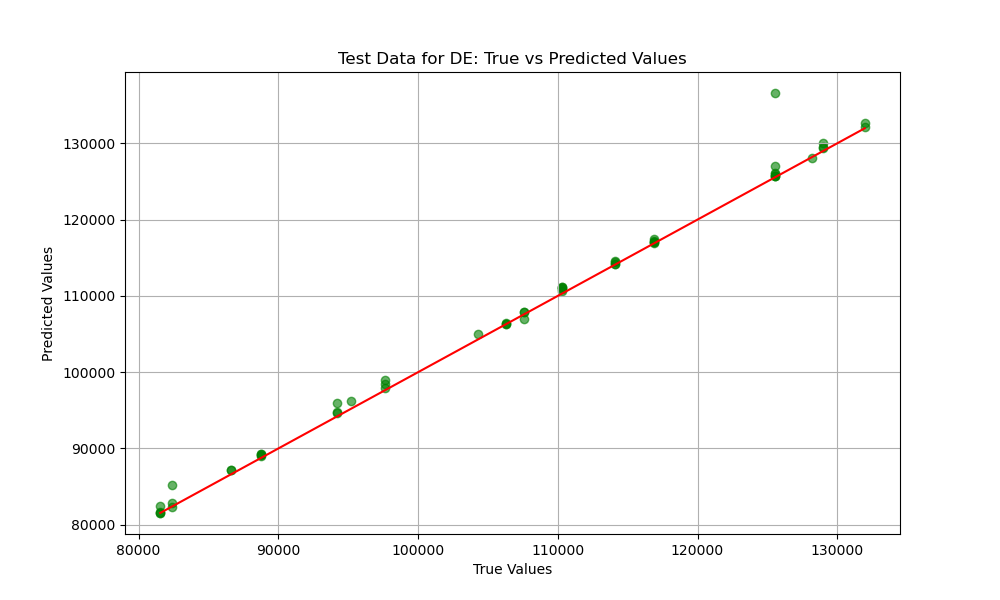 Test Data for DE: True vs Predicted Values
Predicted Values
130000
120000
110000
100000
90000
80000
80000 90000 100000 110000 120000 130000
True Values